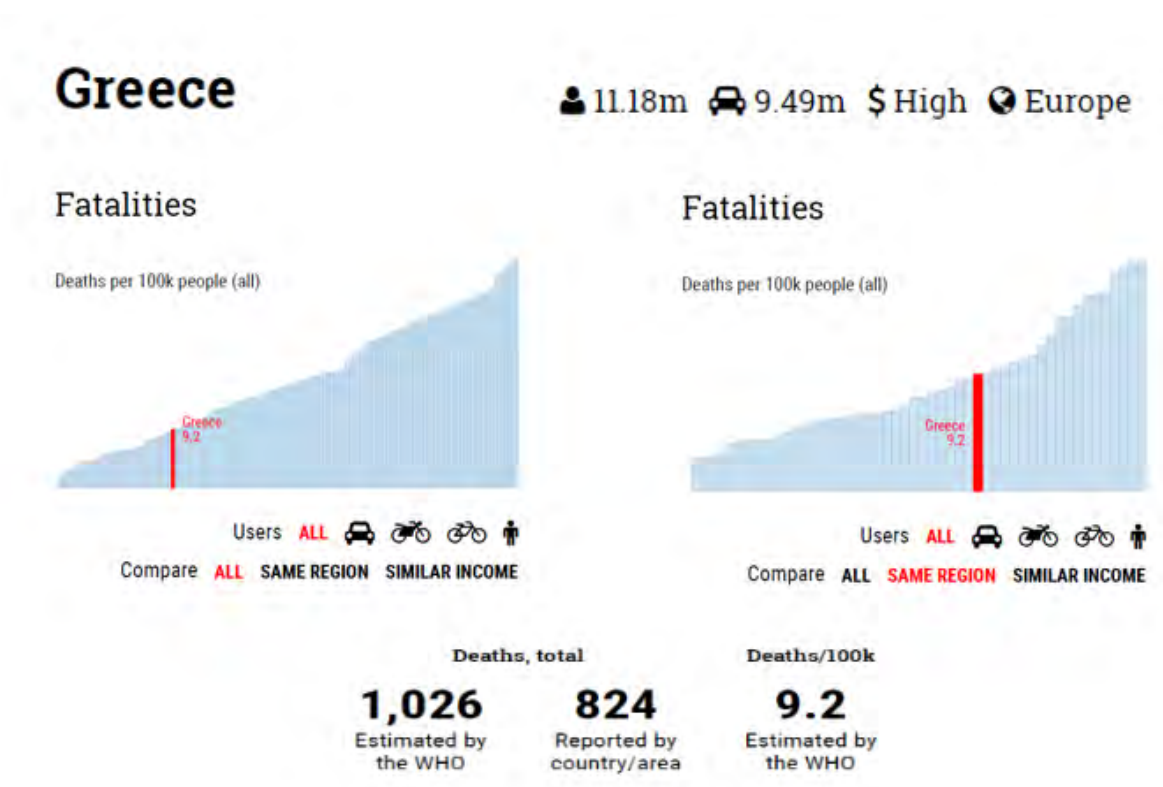 Greece
11.18m 9.49m $ High Europe
Fatalities
Deaths per 100k people (all)
Greece
9.2
Users ALL
Compare ALL SAME REGION SIMILAR INCOME
Fatalities
Deaths per 100k people (all)
Greece
9.2
Users ALL
Compare ALL SAME REGION SIMILAR INCOME
Deaths, total
1,026
Estimated by
the WHO
824
Reported by
country/area
Deaths/100k
9.2
Estimated by
the WHO